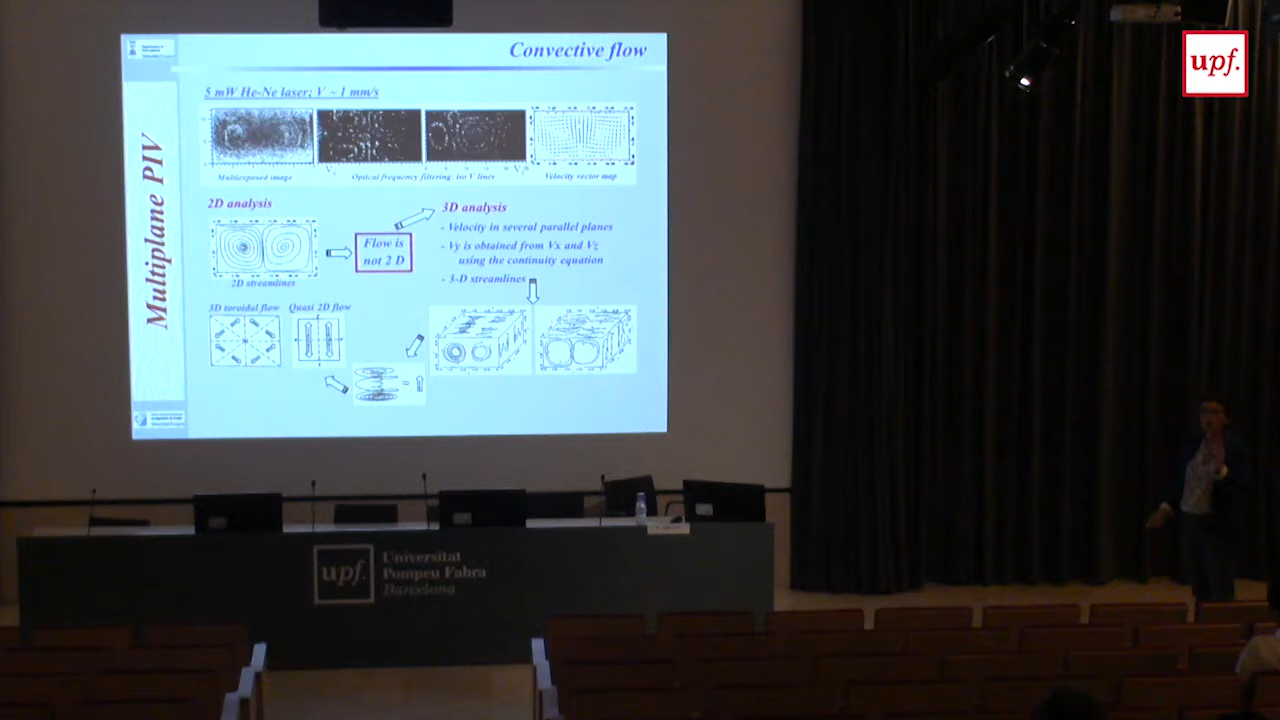 upf.
Convective flow
Multiplane PIV
5 mW He-Ne laser; V ~ 1 mm/s
Multiexposed image
Optical frequency filtering: iso V lines
Velocity vector map
2D analysis
2D streamlines
Flow is
not 2 D
3D analysis
- Velocity in several parallel planes
- Vy is obtained from Vx and Vz
using the continuity equation
- 3-D streamlines
3D toroidal flow
Quasi 2D flow
upf.
Universitat
Pompeu Fabra
Barcelona